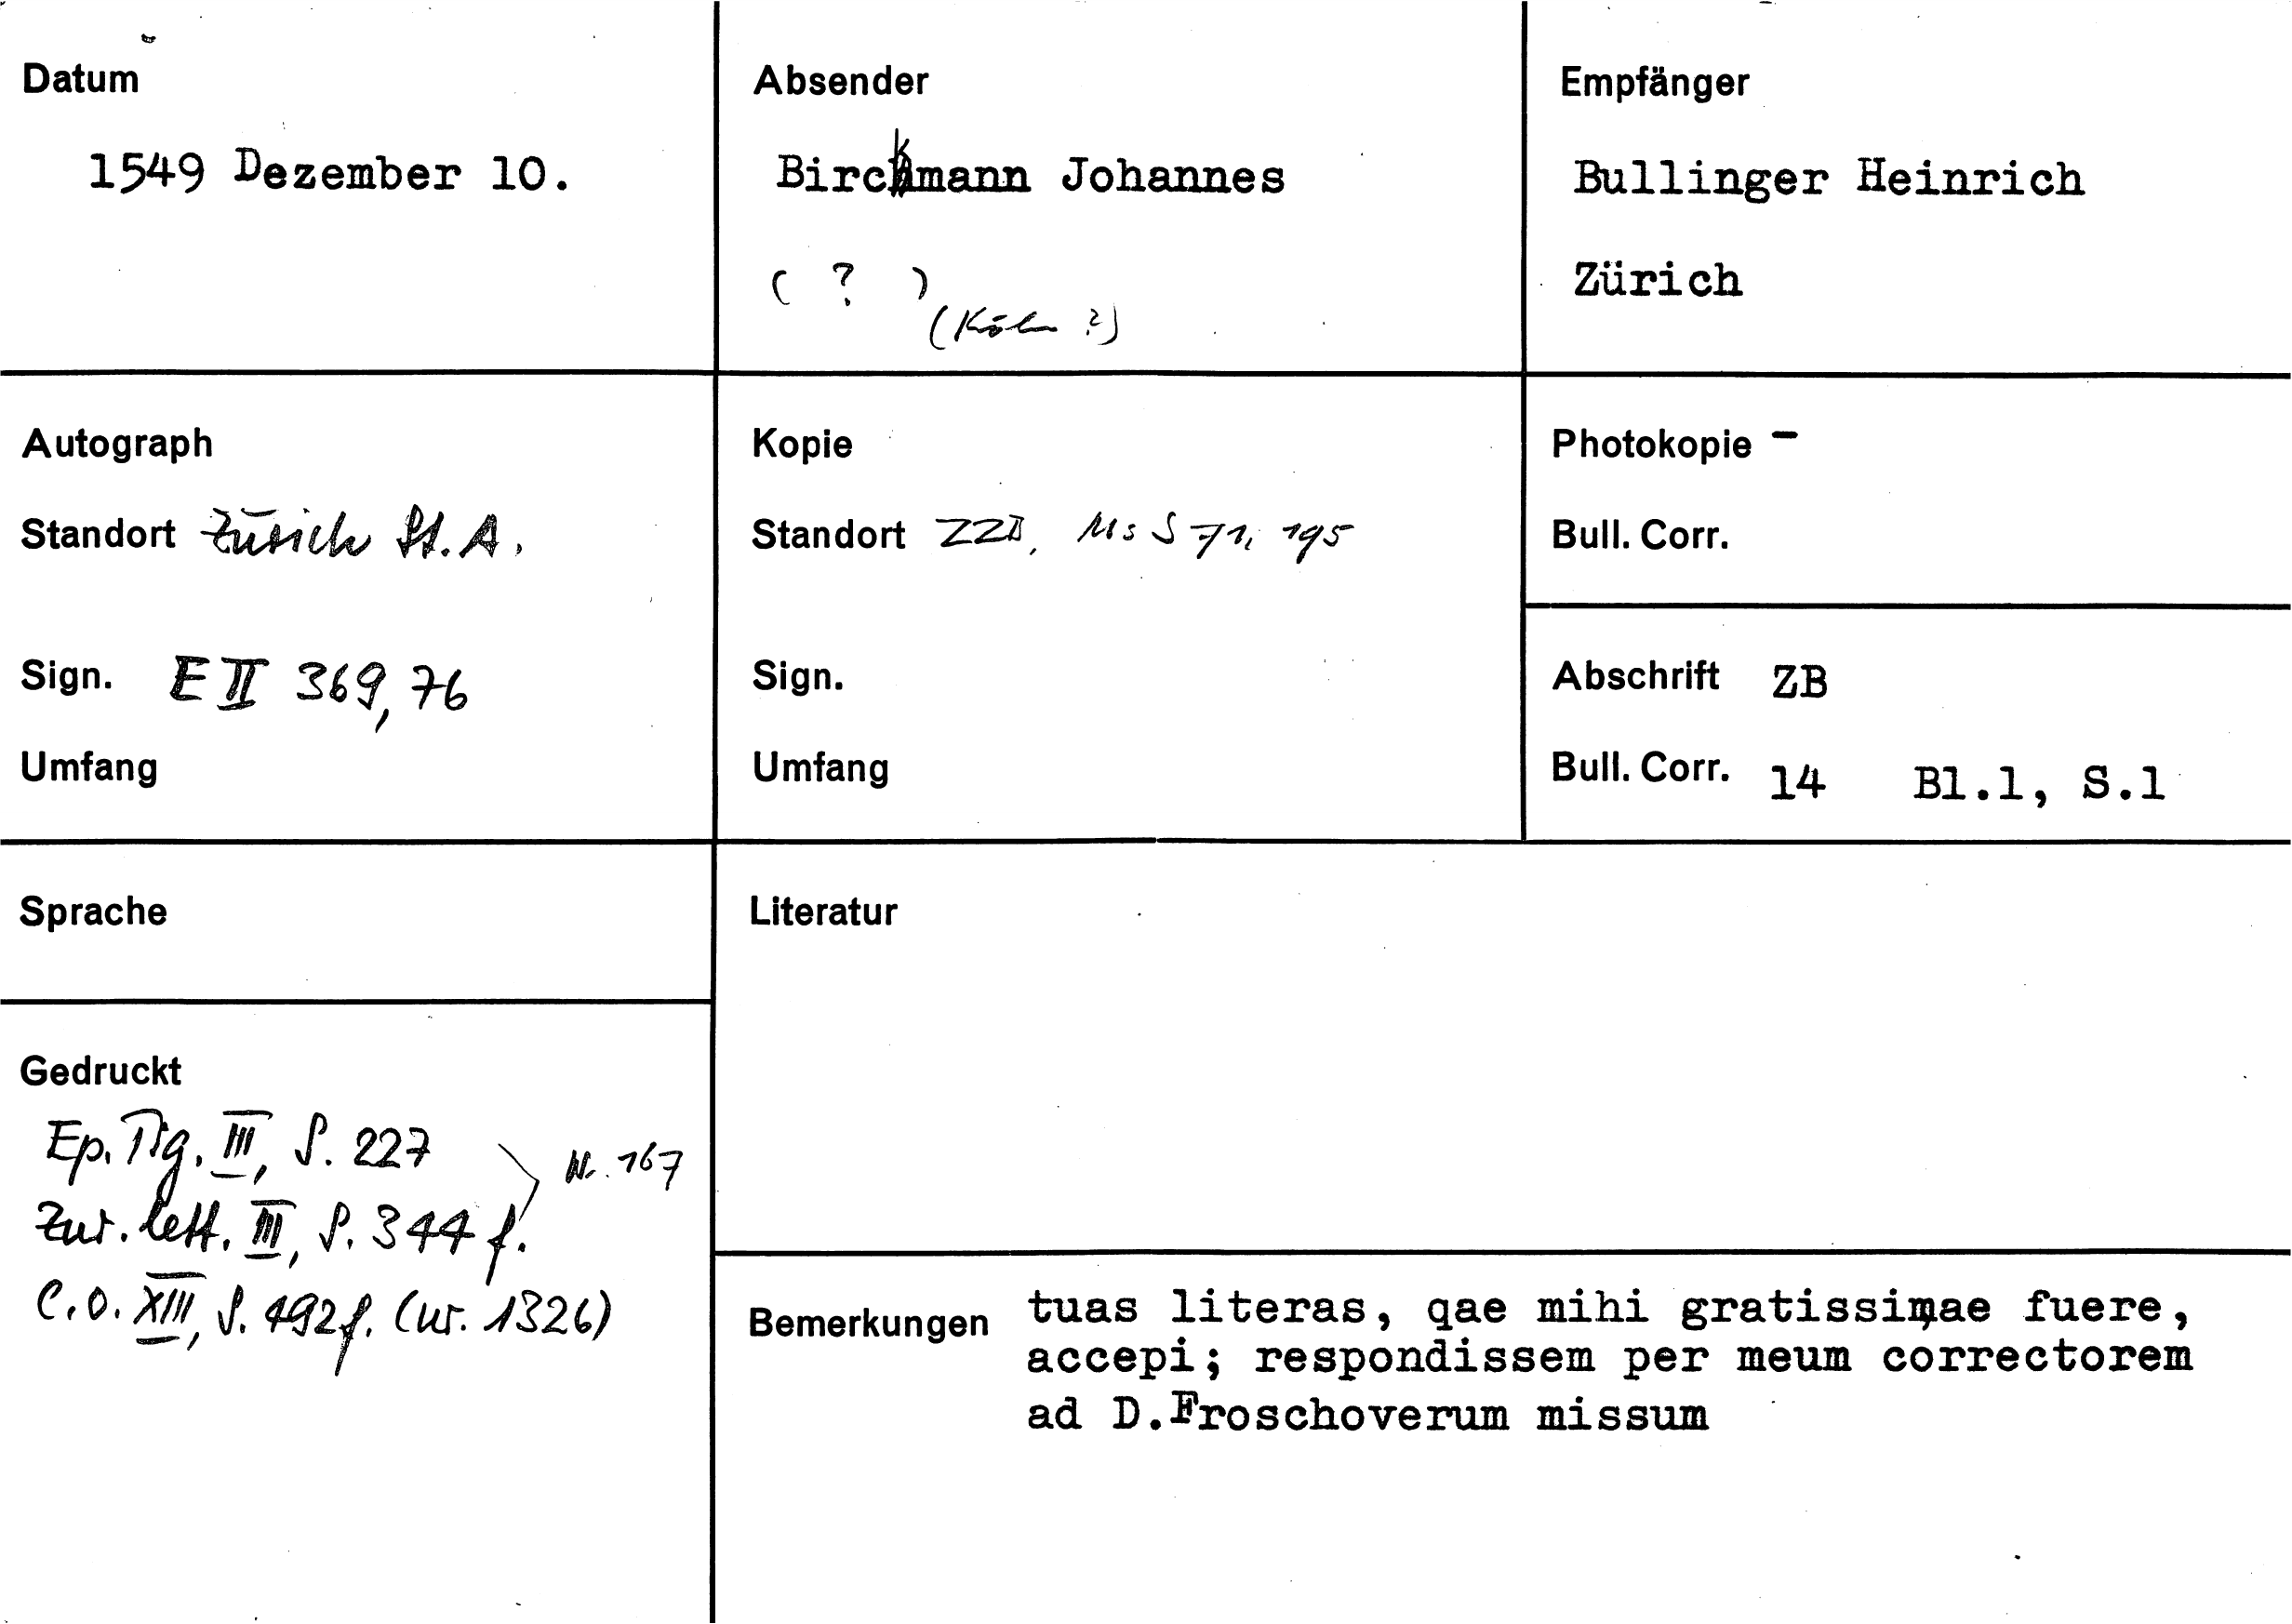 Datum
1549 Dezember 10.
Absender
Birckmann Johannes
( ? )
(Köln ?)
Empfänger
Bullinger Heinrich
Zürich
Autograph
Standort Zürich St.A.
Sign. E II 369, 76
Umfang
Kopie
Standort ZZB, Ms S 71, 195
Sign.
Umfang
Photokopie -
Bull. Corr.
Abschrift ZB
Bull. Corr. 14 Bl.1, S.1
Sprache
Literatur
Gedruckt
Ep. Tig. III, S. 227
Nr. 167
Zur. lett. III, S. 344 f.
C.O. XIII, S. 492 f. (Nr. 1326)
Bemerkungen tuas literas, qae mihi gratissimae fuere,
accepi; respondissem per meum correctorem
ad D.Froschoverum missum